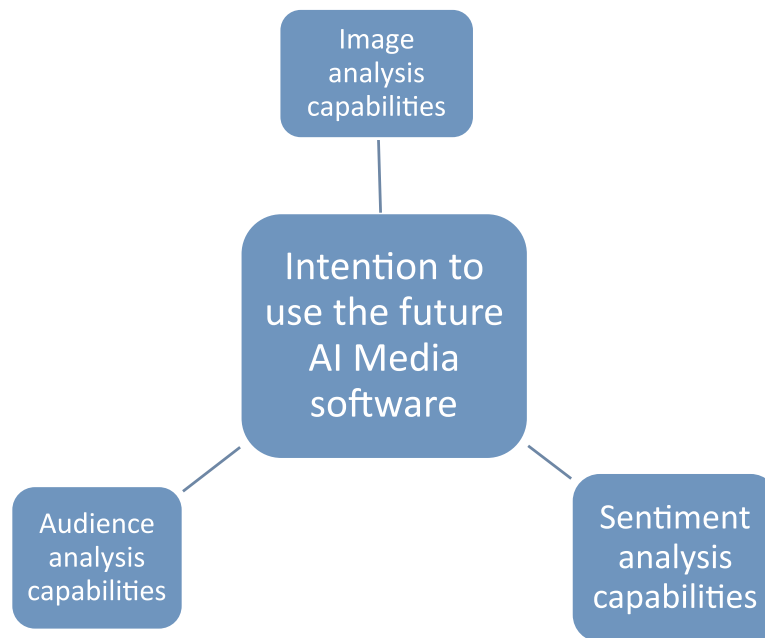 Image
analysis
capabilities
Intention to
use the future
AI Media
software
Audience
analysis
capabilities
Sentiment
analysis
capabilities